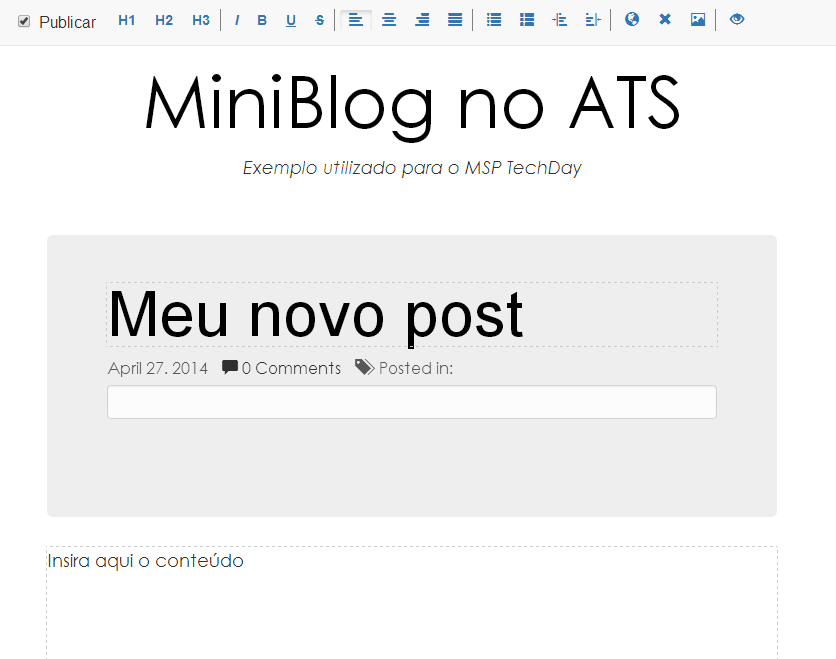 Publicar H1 H2 H3 I B U S
MiniBlog no ATS
Exemplo utilizado para o MSP TechDay
Meu novo post
April 27. 2014 0 Comments Posted in:
Insira aqui o conteúdo